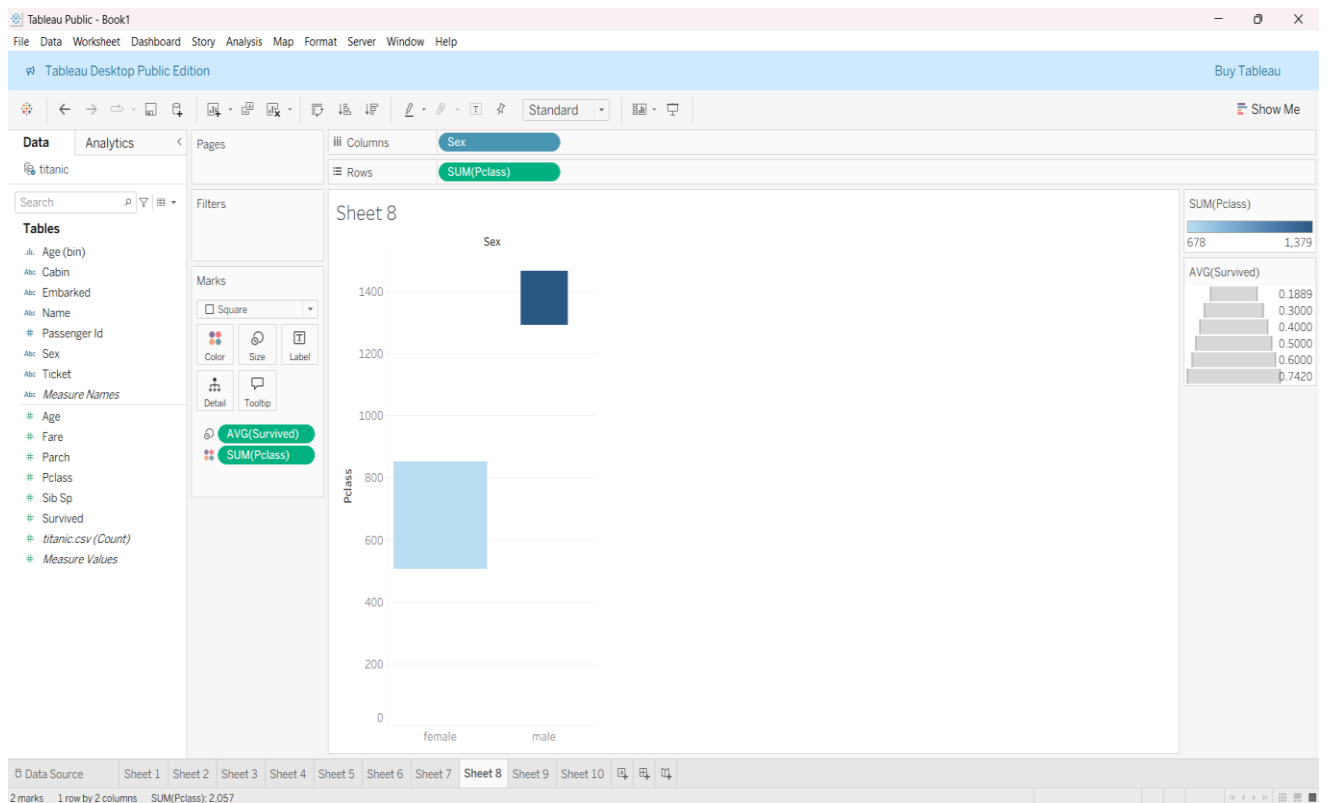 Tableau Public - Book1
File Data Worksheet Dashboard Story Analysis Map Format Server Window Help
Tableau Desktop Public Edition
Buy Tableau
Standard
Show Me
Data Analytics
titanic
Search
Tables
Abc Age (bin)
Abc Cabin
Abc Embarked
Abc Name
# Passenger Id
Abc Sex
Abc Ticket
Abc Measure Names
# Age
# Fare
# Parch
# Pclass
# Sib Sp
# Survived
# titanic.csv (Count)
# Measure Values
Pages
Filters
Marks
Square
Color Size Label
T
Detail Tooltip
AVG(Survived)
SUM(Pclass)
Columns Sex
Rows SUM(Pclass)
Sheet 8
Sex
Pclass
1400
1200
1000
800
600
400
200
0
female male
SUM(Pclass)
678 1,379
AVG(Survived)
0.1889
0.3000
0.4000
0.5000
0.6000
0.7420
Data Source Sheet 1 Sheet 2 Sheet 3 Sheet 4 Sheet 5 Sheet 6 Sheet 7 Sheet 8 Sheet 9 Sheet 10
2 marks 1 row by 2 columns SUM(Pclass): 2,057